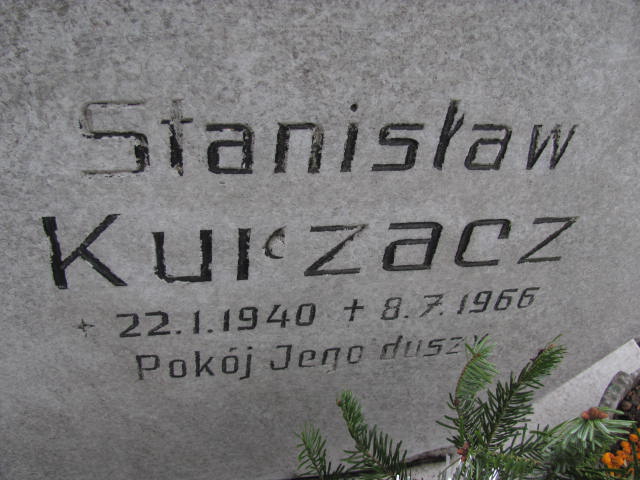 Stanisław
Kurzacz
+ 22.1.1940 + 8.7.1966
Pokój Jego duszy